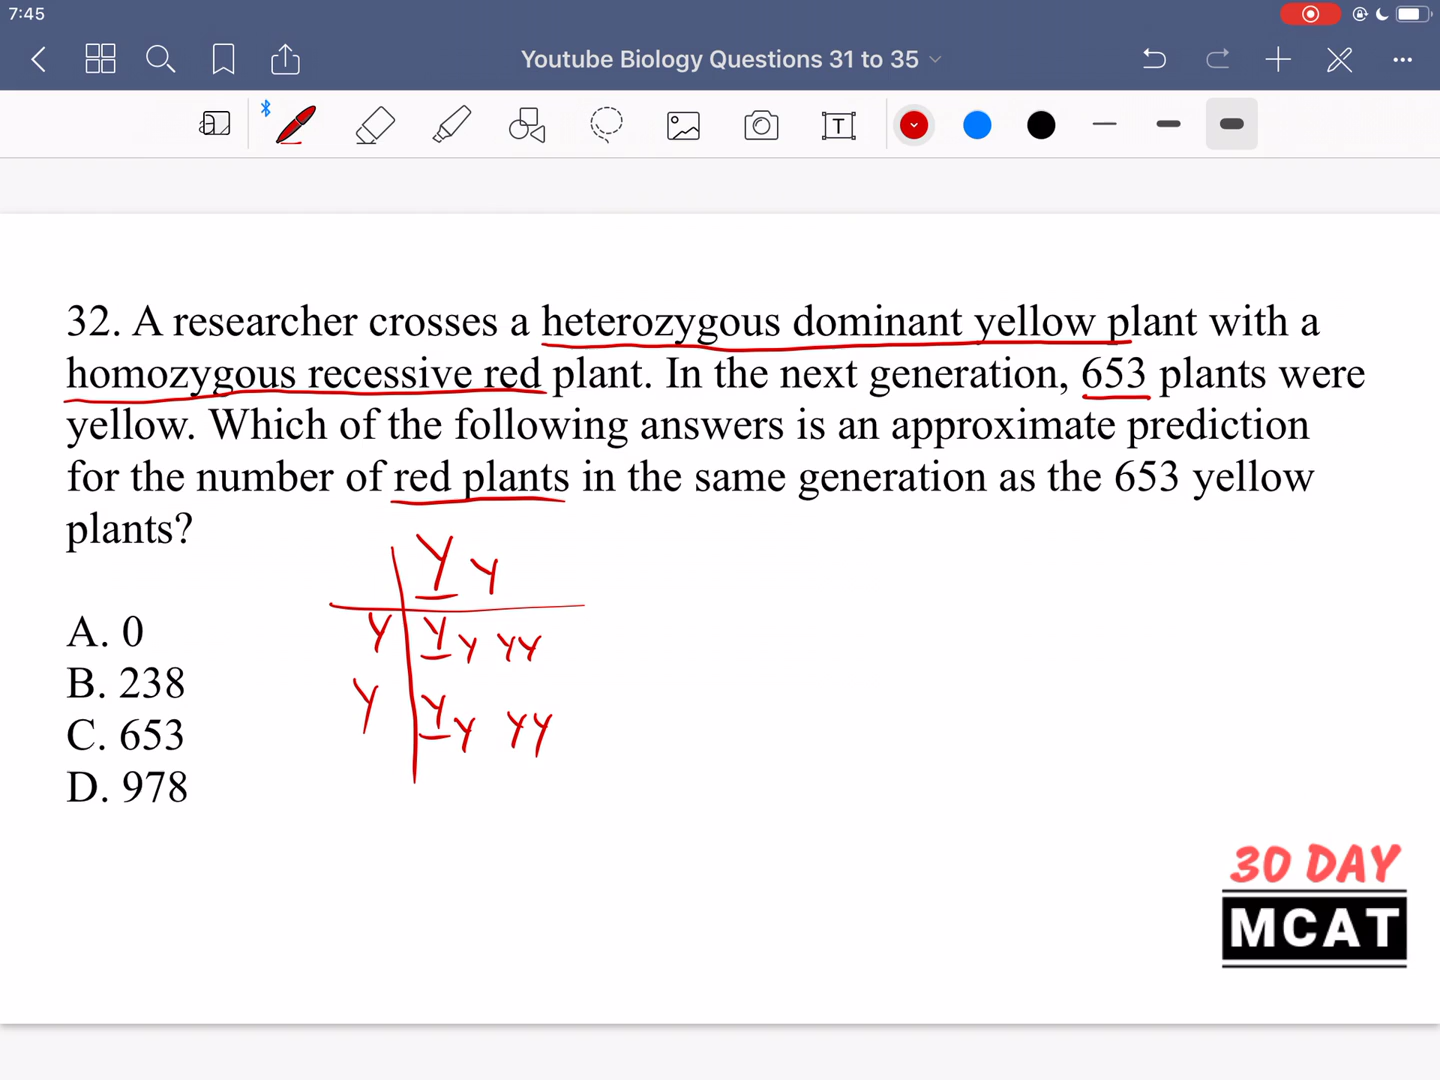 7:45
Youtube Biology Questions 31 to 35
T
32. A researcher crosses a heterozygous dominant yellow plant with a
homozygous recessive red plant. In the next generation, 653 plants were
yellow. Which of the following answers is an approximate prediction
for the number of red plants in the same generation as the 653 yellow
plants?
Y y
y Yy yy
y Yy yy
A. 0
B. 238
C. 653
D. 978
30 DAY
MCAT